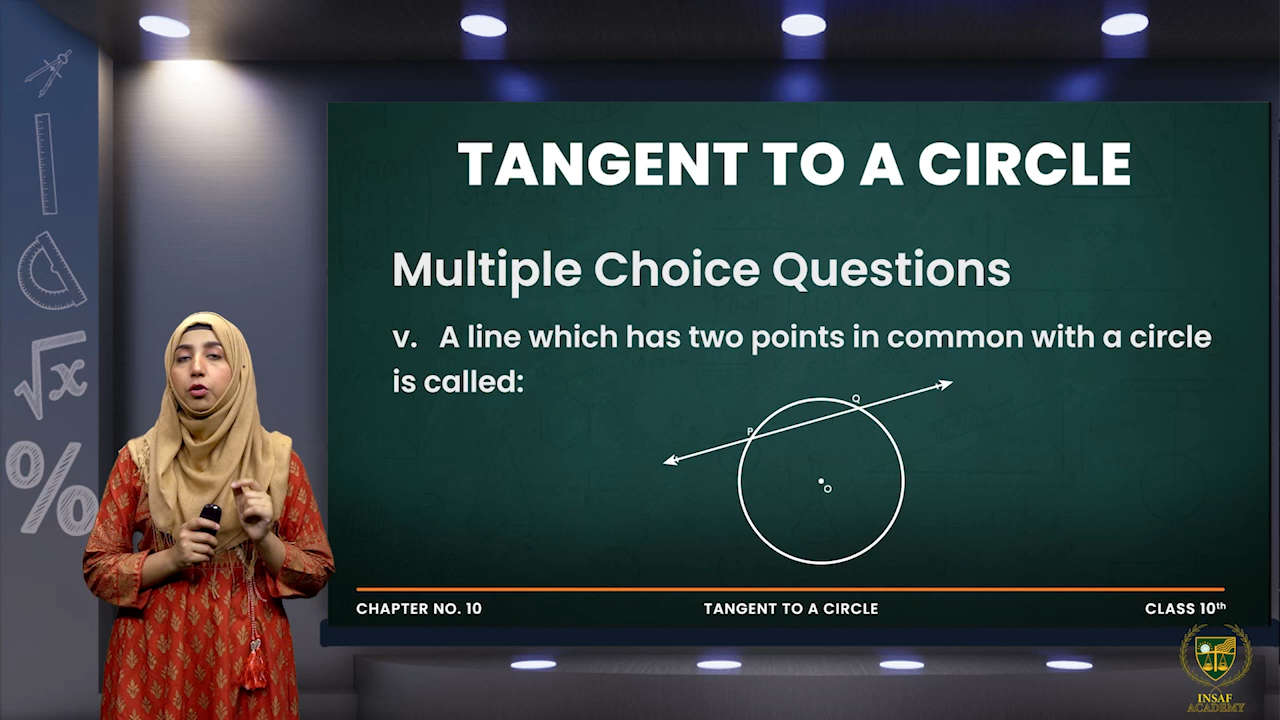 TANGENT TO A CIRCLE
Multiple Choice Questions
v. A line which has two points in common with a circle
is called:
Q
P
O
√x
%
CHAPTER NO. 10
TANGENT TO A CIRCLE
CLASS 10th
INSAF
ACADEMY